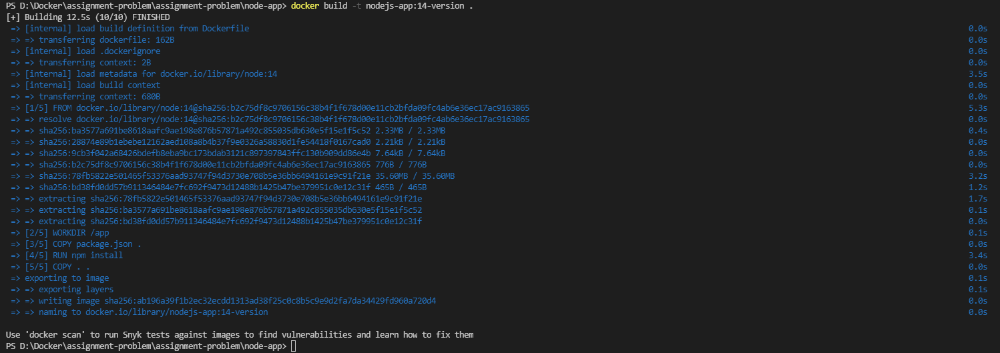 PS D:\Docker\assignment-problem\assignment-problem\node-app> docker build -t nodejs-app:14-version .
[+] Building 12.5s (10/10) FINISHED
=> [internal] load build definition from Dockerfile 0.0s
=> => transferring dockerfile: 162B 0.0s
=> [internal] load .dockerignore 0.0s
=> => transferring context: 2B 0.0s
=> [internal] load metadata for docker.io/library/node:14 3.5s
=> [internal] load build context 0.0s
=> => transferring context: 680B 0.0s
=> [1/5] FROM docker.io/library/node:14@sha256:b2c75df8c9706156c38b4f1f678d00e11cb2bfda09fc4ab6e36ec17ac9163865 5.3s
=> => resolve docker.io/library/node:14@sha256:b2c75df8c9706156c38b4f1f678d00e11cb2bfda09fc4ab6e36ec17ac9163865 0.0s
=> => sha256:ba3577a691be8618aafc9ae198e876b57871a492c855035db630e5f15e1f5c52 2.33MB / 2.33MB 0.4s
=> => sha256:28874e89b1ebebe12162aed108a8b4b37f9e0326a58830d1fe54418f0167cad0 2.21kB / 2.21kB 0.0s
=> => sha256:9cb3f042a68426bdefb8eba9bc173bdab3121c897397843ffc130b909dd86e4b 7.64kB / 7.64kB 0.0s
=> => sha256:b2c75df8c9706156c38b4f1f678d00e11cb2bfda09fc4ab6e36ec17ac9163865 776B / 776B 0.0s
=> => sha256:78fb5822e501465f53376aad93747f94d3730e708b5e36bb6494161e9c91f21e 35.60MB / 35.60MB 3.2s
=> => sha256:bd38fd0dd57b911346484e7fc692f9473d12488b1425b47be379951c0e12c31f 465B / 465B 1.2s
=> => extracting sha256:78fb5822e501465f53376aad93747f94d3730e708b5e36bb6494161e9c91f21e 1.7s
=> => extracting sha256:ba3577a691be8618aafc9ae198e876b57871a492c855035db630e5f15e1f5c52 0.1s
=> => extracting sha256:bd38fd0dd57b911346484e7fc692f9473d12488b1425b47be379951c0e12c31f 0.0s
=> [2/5] WORKDIR /app 0.1s
=> [3/5] COPY package.json . 0.0s
=> [4/5] RUN npm install 3.4s
=> [5/5] COPY . . 0.0s
=> exporting to image 0.1s
=> => exporting layers 0.1s
=> => writing image sha256:ab196a39f1b2ec32ecdd1313ad38f25c0c8b5c9e9d2fa7da34429fd960a720d4 0.0s
=> => naming to docker.io/library/nodejs-app:14-version 0.0s
Use 'docker scan' to run Snyk tests against images to find vulnerabilities and learn how to fix them
PS D:\Docker\assignment-problem\assignment-problem\node-app>